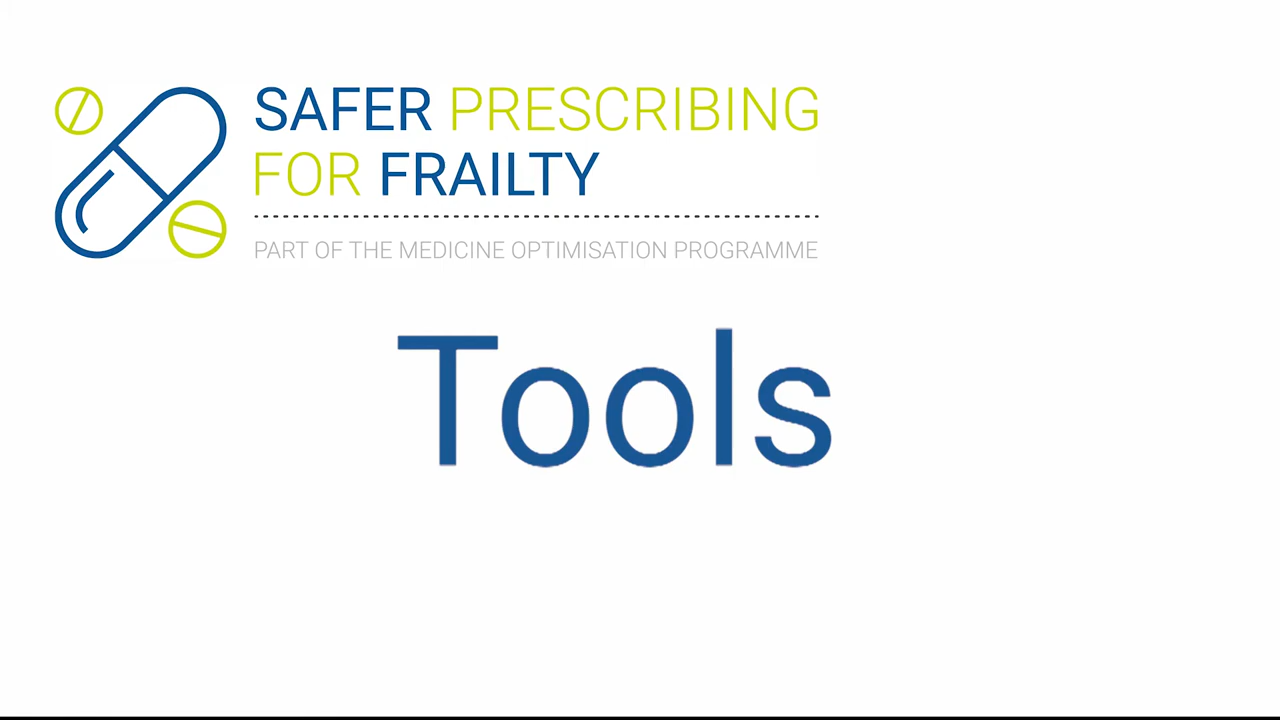 SAFER PRESCRIBING
FOR FRAILTY
PART OF THE MEDICINE OPTIMISATION PROGRAMME
Tools